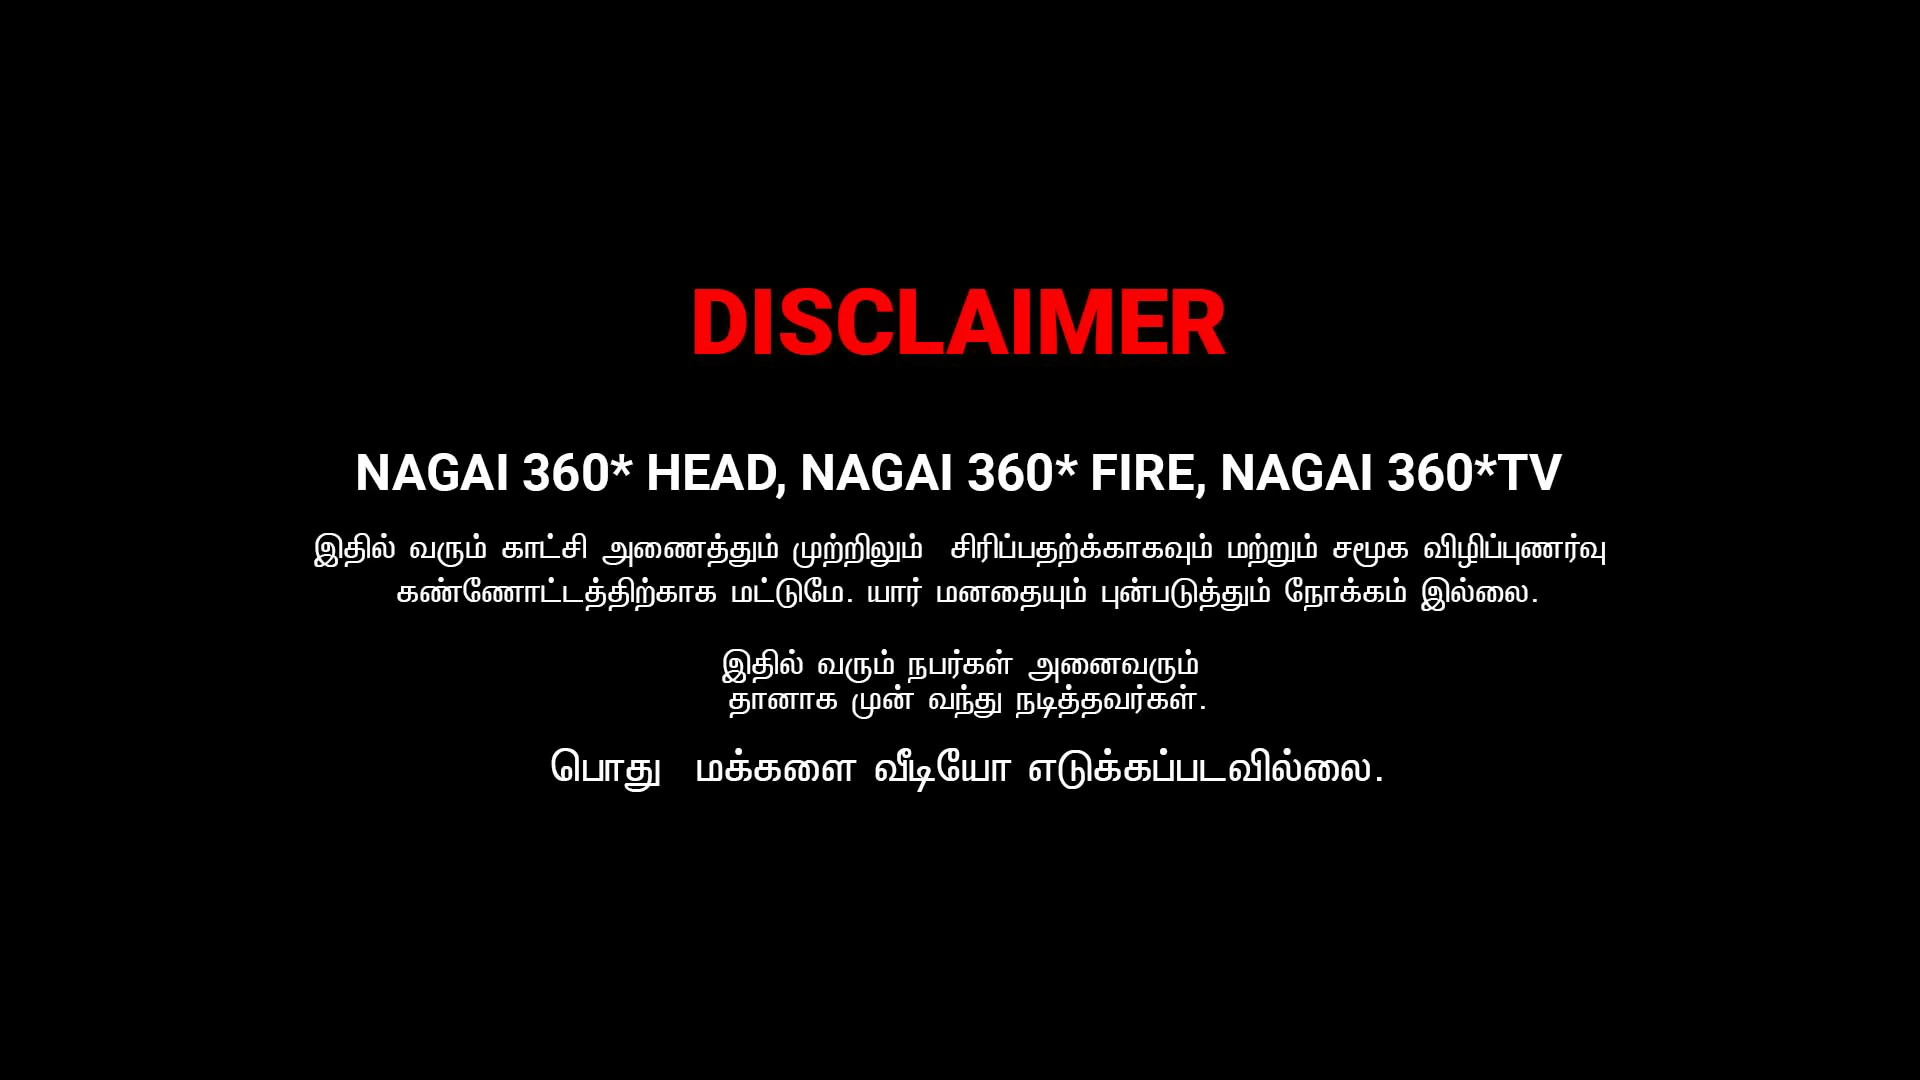 DISCLAIMER
NAGAI 360* HEAD, NAGAI 360* FIRE, NAGAI 360*TV
இதில் வரும் காட்சி அணைத்தும் முற்றிலும் சிரிப்பதற்க்காகவும் மற்றும் சமூக விழிப்புணர்வு
கண்ணோட்டத்திற்காக மட்டுமே. யார் மனதையும் புன்படுத்தும் நோக்கம் இல்லை.
இதில் வரும் நபர்கள் அனைவரும்
தானாக முன் வந்து நடித்தவர்கள்.
பொது மக்களை வீடியோ எடுக்கப்படவில்லை.